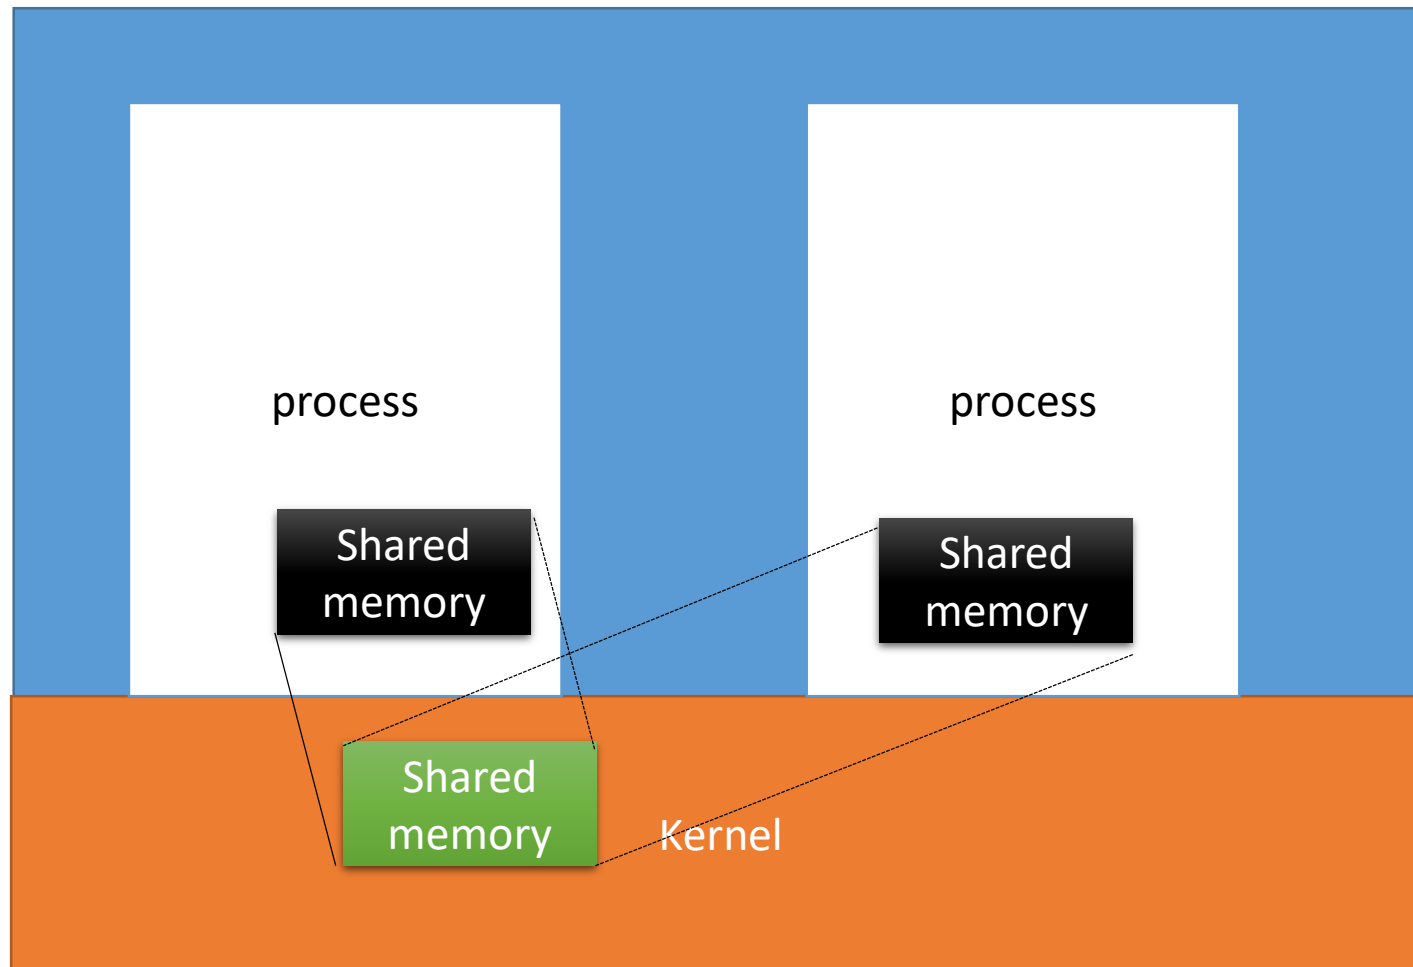 process
process
Shared
memory
Shared
memory
Shared
memory
Kernel